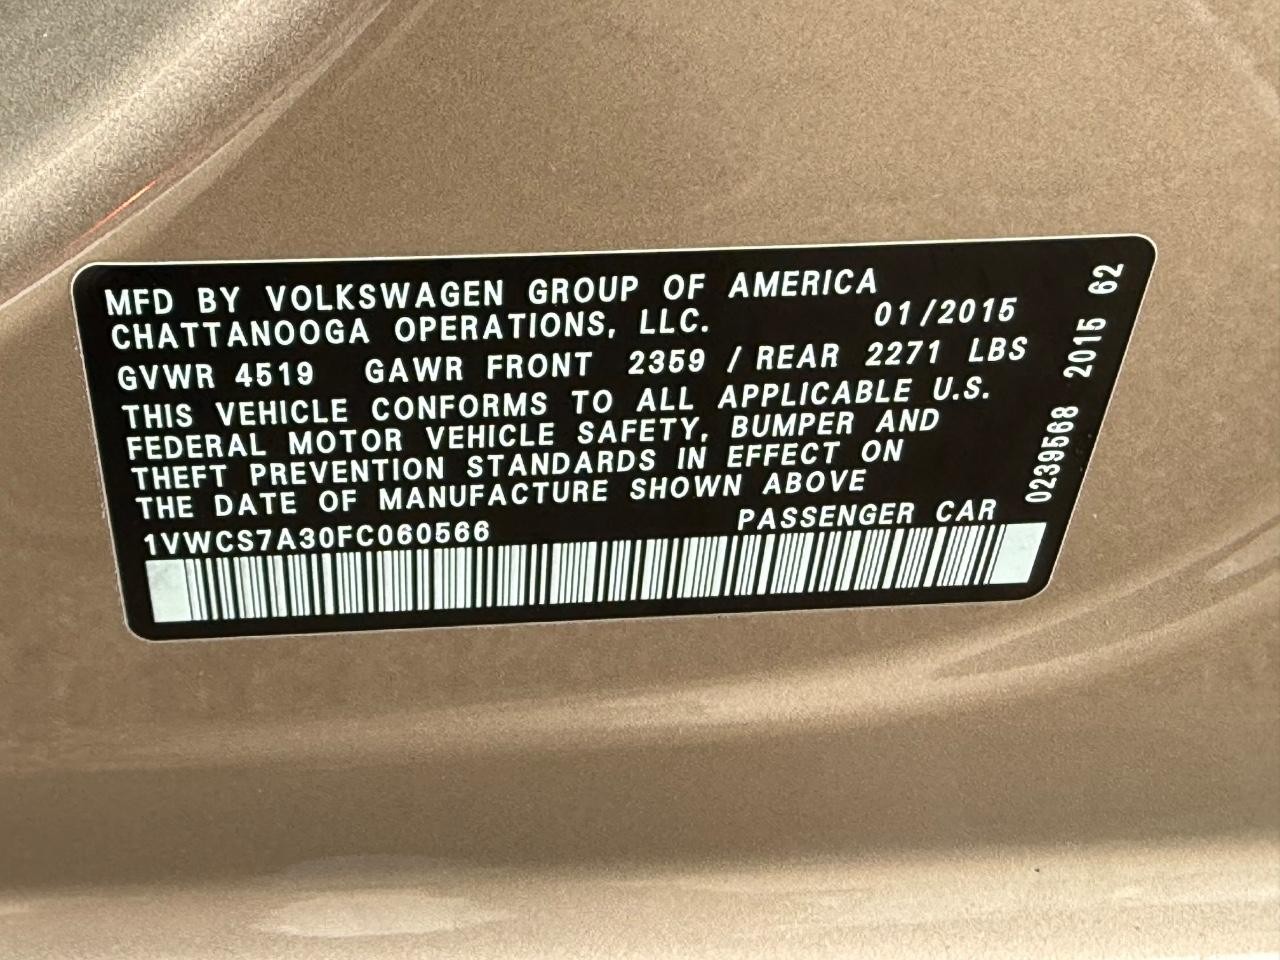 MFD BY VOLKSWAGEN GROUP OF AMERICA
CHATTANOOGA OPERATIONS, LLC. 01/2015
GVWR 4519 GAWR FRONT 2359 / REAR 2271 LBS
THIS VEHICLE CONFORMS TO ALL APPLICABLE U.S.
FEDERAL MOTOR VEHICLE SAFETY, BUMPER AND
THEFT PREVENTION STANDARDS IN EFFECT ON
THE DATE OF MANUFACTURE SHOWN ABOVE
1VWCS7A30FC060566 PASSENGER CAR
0239568 2015 62